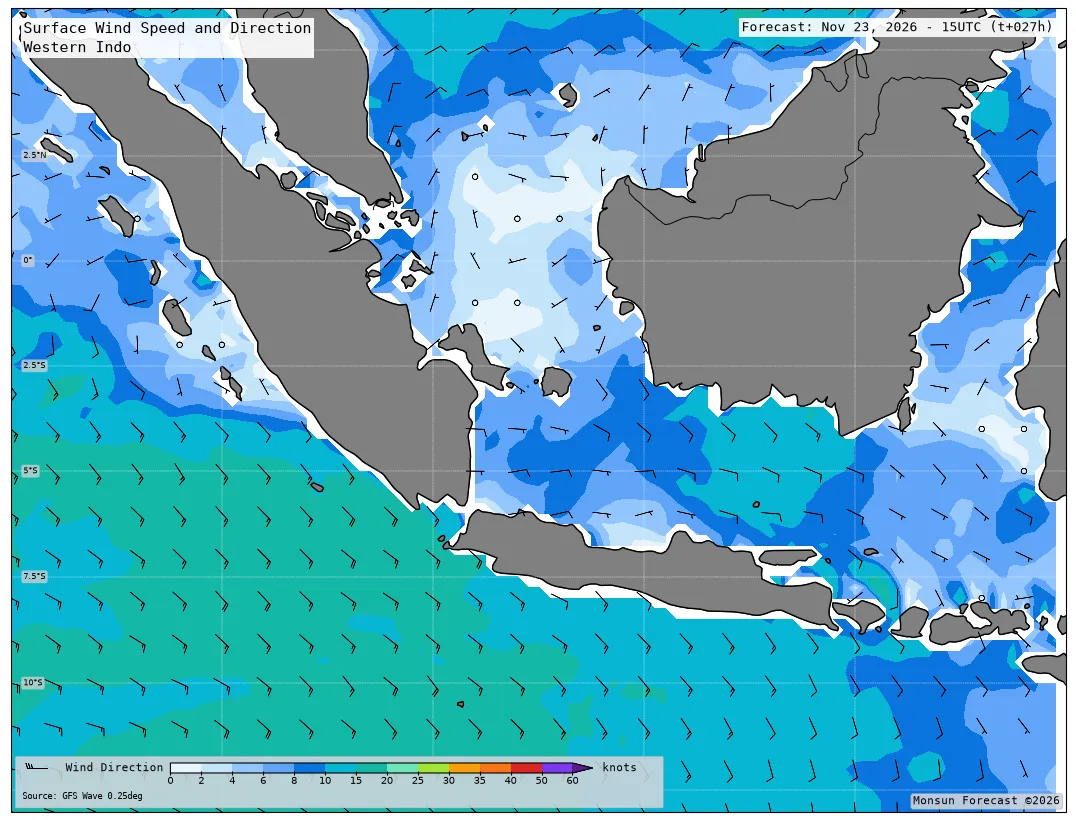 Surface Wind Speed and Direction
Western Indo
Forecast: Nov 23, 2026 - 15UTC (t+027h)
2.5°N
0°
2.5°S
5°S
7.5°S
10°S
Wind Direction
knots
0 2 4 6 8 10 15 20 25 30 35 40 50 60
Source: GFS Wave 0.25deg
Monsun Forecast ©2026